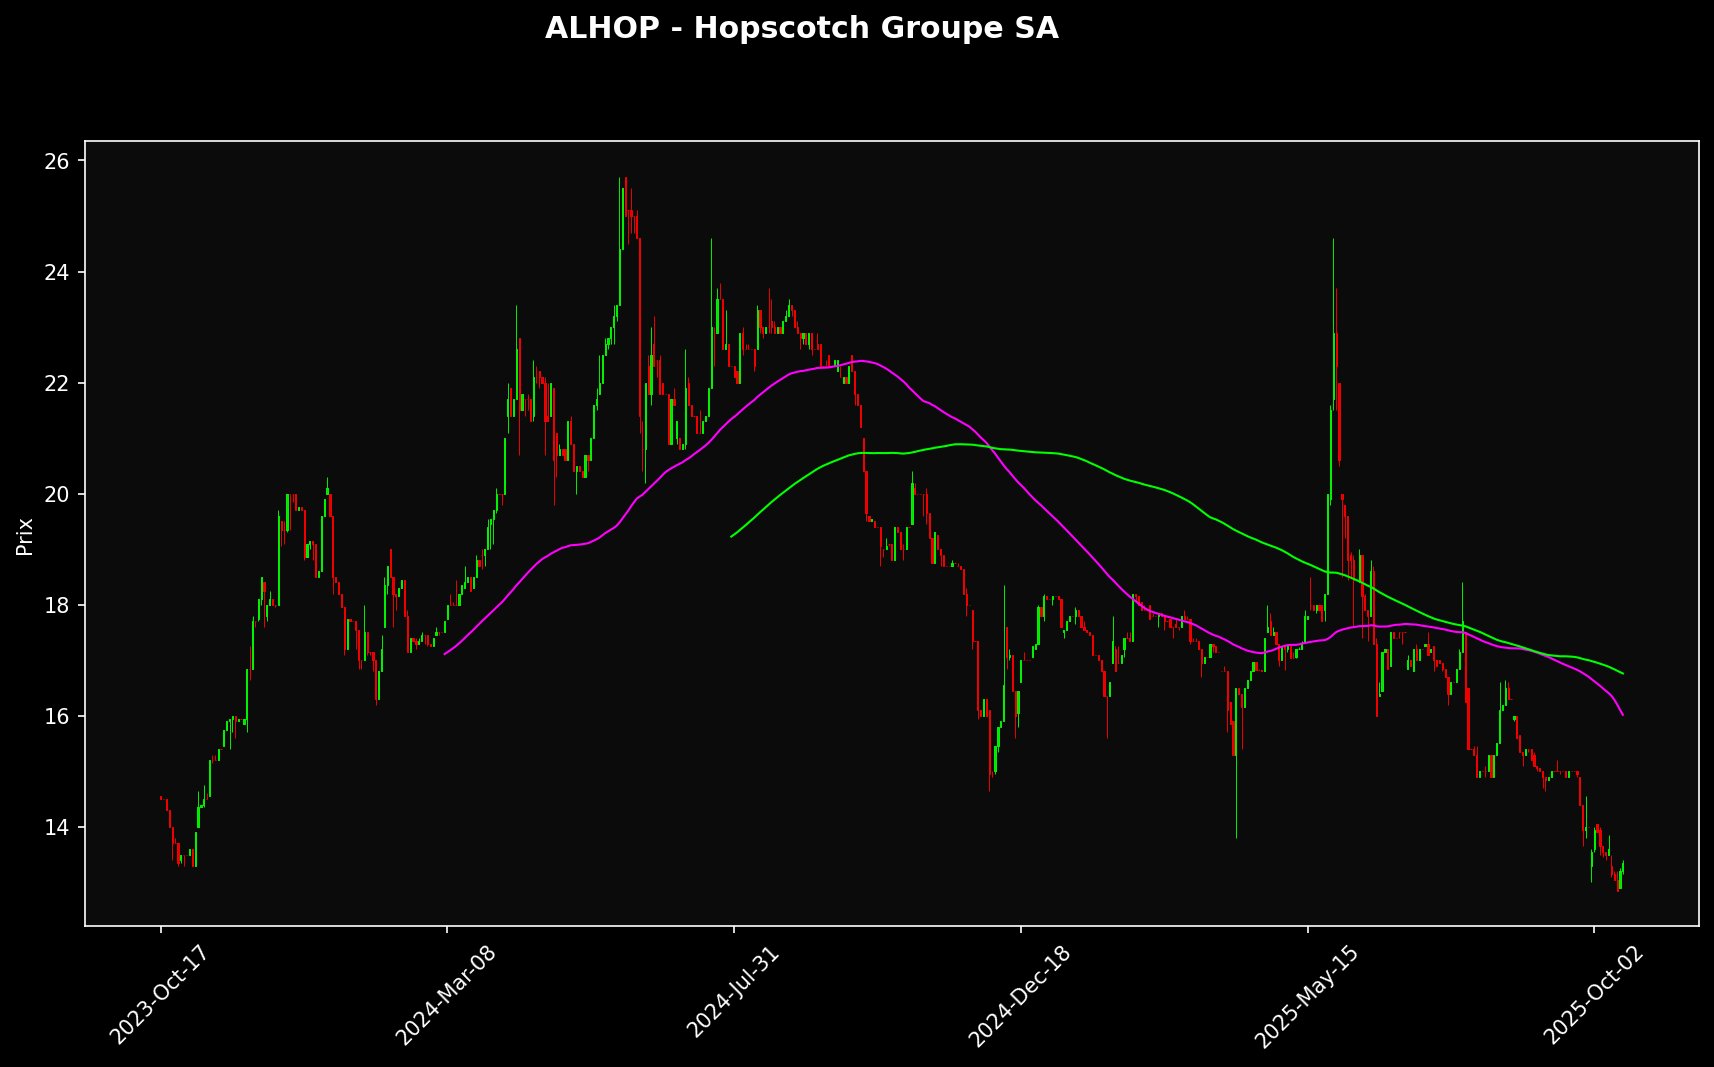 ALHOP - Hopscotch Groupe SA
Prix
26
24
22
20
18
16
14
2023-Oct-17
2024-Mar-08
2024-Jul-31
2024-Dec-18
2025-May-15
2025-Oct-02